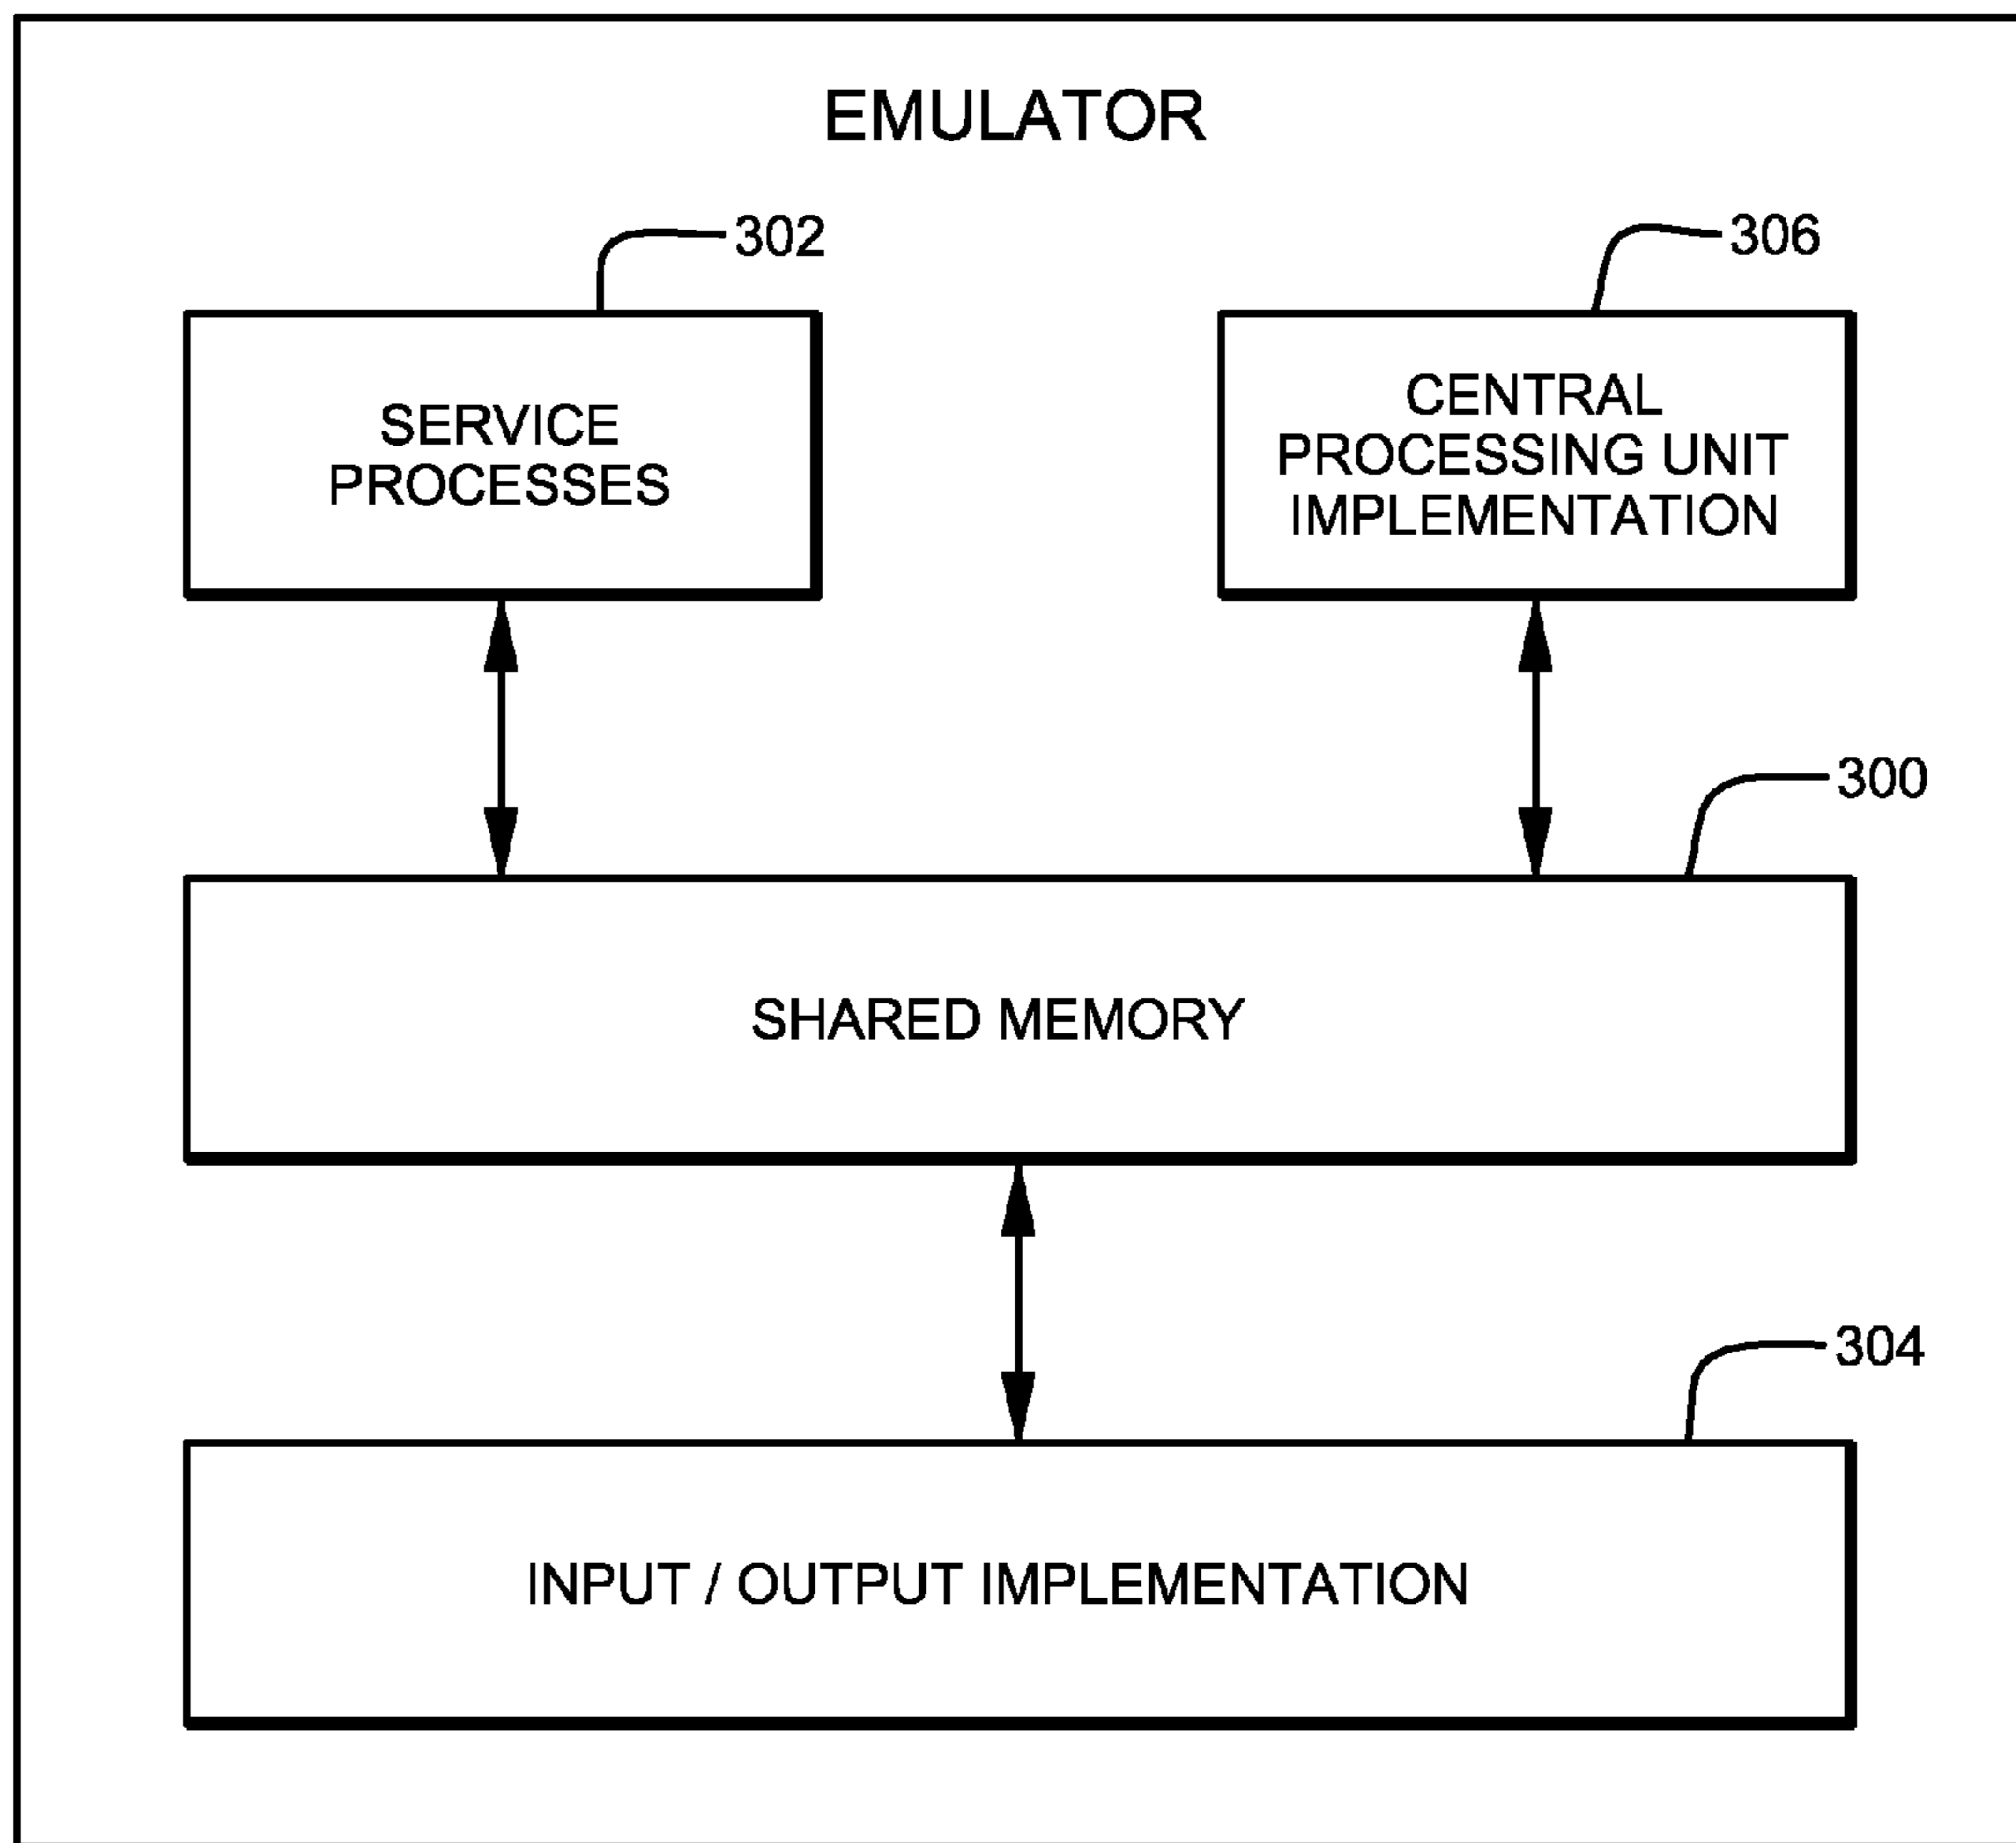 EMULATOR
302
306
SERVICE
PROCESSES
CENTRAL
PROCESSING UNIT
IMPLEMENTATION
300
SHARED MEMORY
304
INPUT / OUTPUT IMPLEMENTATION